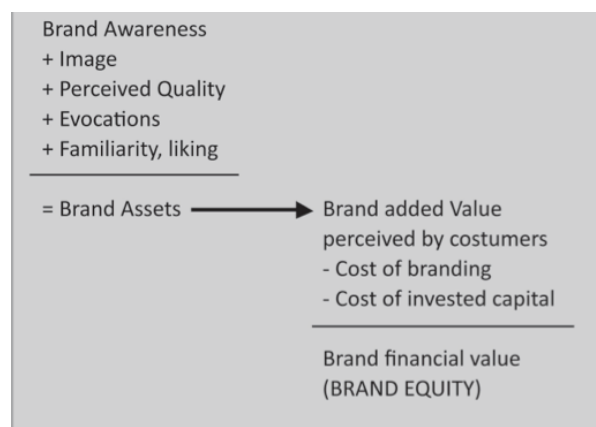 Brand Awareness
+ Image
+ Perceived Quality
+ Evocations
+ Familiarity, liking
= Brand Assets
Brand added Value
perceived by costumers
- Cost of branding
- Cost of invested capital
Brand financial value
(BRAND EQUITY)